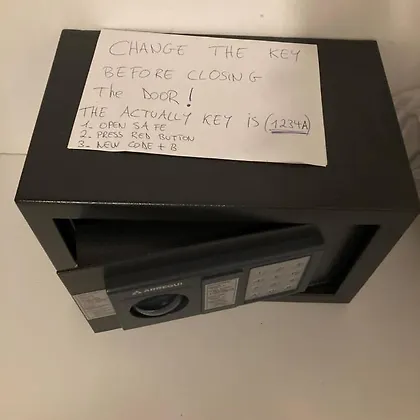 CHANGE THE KEY
BEFORE CLOSING
THE DOOR!
THE ACTUALLY KEY IS (1234A)
1- OPEN SAFE
2- PRESS RED BUTTON
3- NEW CODE + B
ARREGUI